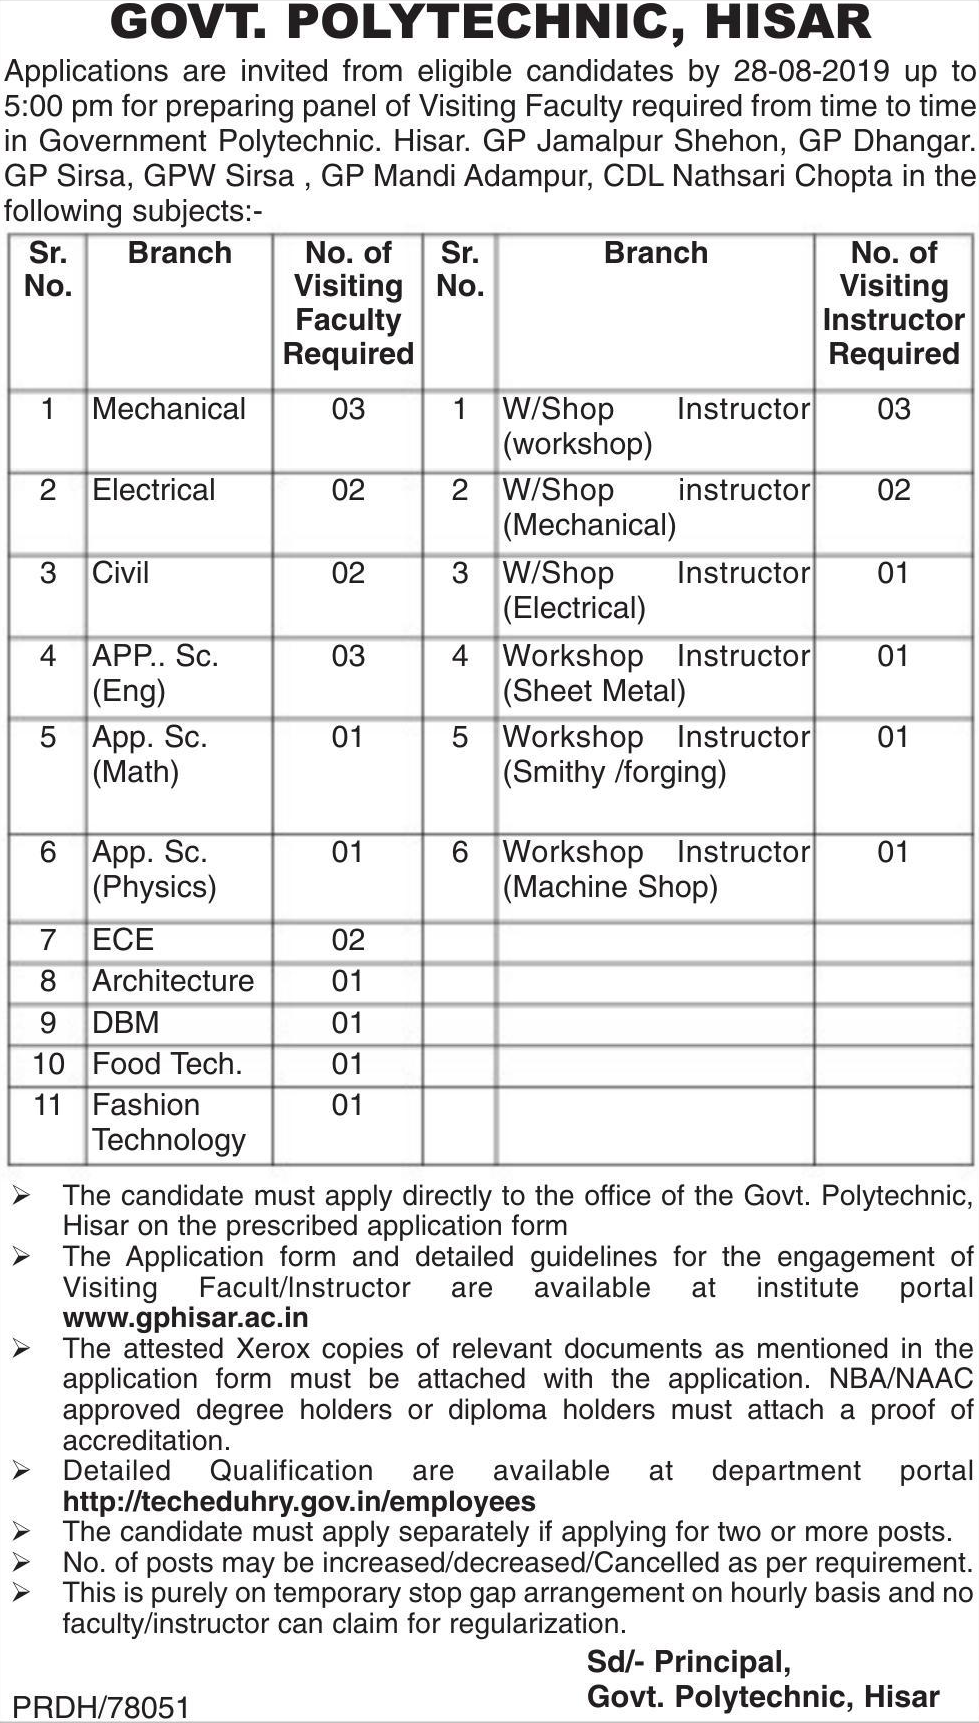 GOVT. POLYTECHNIC, HISAR
Applications are invited from eligible candidates by 28-08-2019 up to
5:00 pm for preparing panel of Visiting Faculty required from time to time
in Government Polytechnic. Hisar. GP Jamalpur Shehon, GP Dhangar.
GP Sirsa, GPW Sirsa , GP Mandi Adampur, CDL Nathsari Chopta in the
following subjects:-
Sr. No. Branch No. of Visiting Faculty Required Sr. No. Branch No. of Visiting Instructor Required
1 Mechanical 03 1 W/Shop Instructor (workshop) 03
2 Electrical 02 2 W/Shop instructor (Mechanical) 02
3 Civil 02 3 W/Shop Instructor (Electrical) 01
4 APP.. Sc. (Eng) 03 4 Workshop Instructor (Sheet Metal) 01
5 App. Sc. (Math) 01 5 Workshop Instructor (Smithy /forging) 01
6 App. Sc. (Physics) 01 6 Workshop Instructor (Machine Shop) 01
7 ECE 02
8 Architecture 01
9 DBM 01
10 Food Tech. 01
11 Fashion Technology 01
➢ The candidate must apply directly to the office of the Govt. Polytechnic,
Hisar on the prescribed application form
➢ The Application form and detailed guidelines for the engagement of
Visiting Facult/Instructor are available at institute portal
www.gphisar.ac.in
➢ The attested Xerox copies of relevant documents as mentioned in the
application form must be attached with the application. NBA/NAAC
approved degree holders or diploma holders must attach a proof of
accreditation.
➢ Detailed Qualification are available at department portal
http://techeduhry.gov.in/employees
➢ The candidate must apply separately if applying for two or more posts.
➢ No. of posts may be increased/decreased/Cancelled as per requirement.
➢ This is purely on temporary stop gap arrangement on hourly basis and no
faculty/instructor can claim for regularization.
Sd/- Principal,
Govt. Polytechnic, Hisar
PRDH/78051